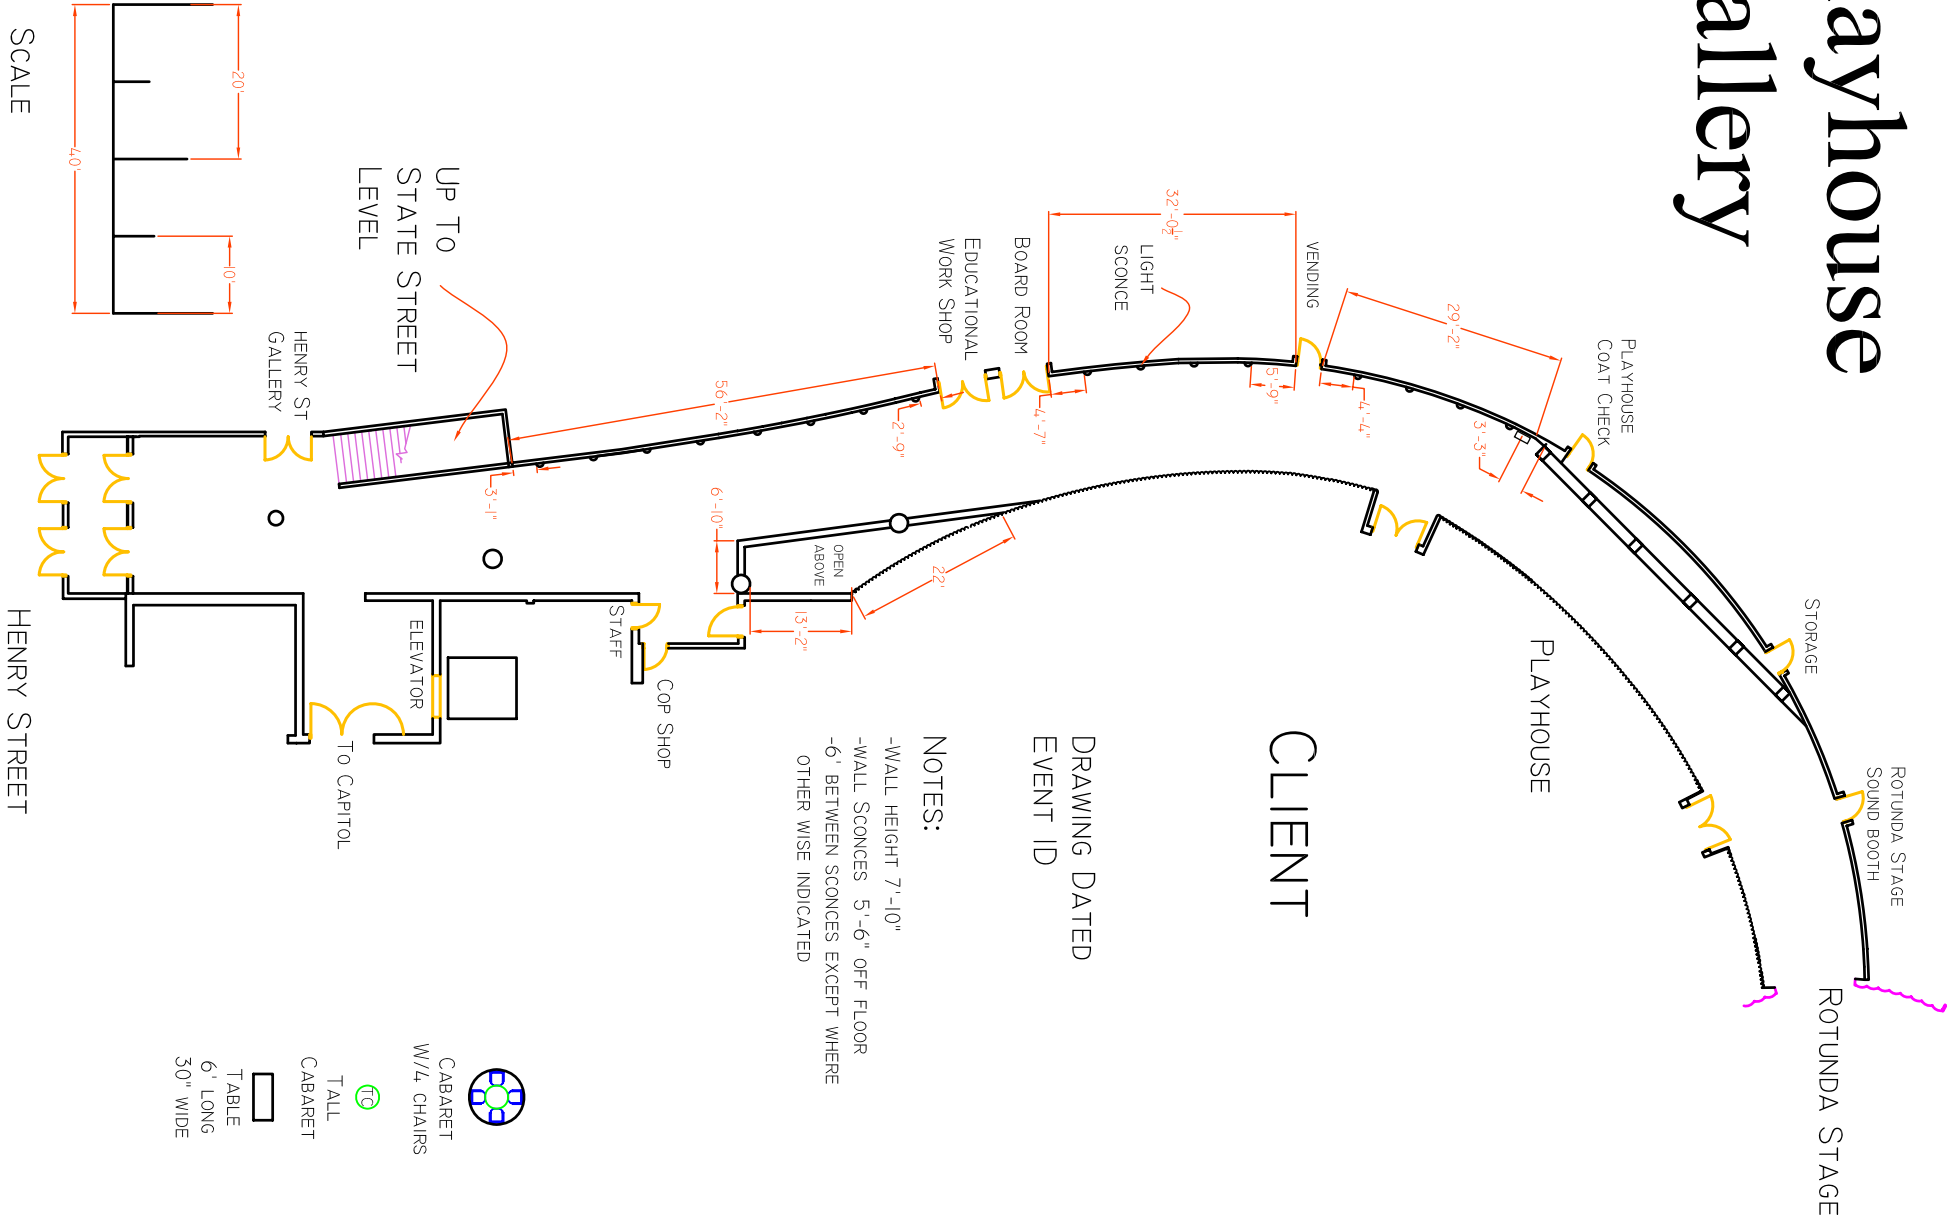 ayhouse
allery
ROTUNDA STAGE
ROTUNDA STAGE
SOUND BOOTH
STORAGE
PLAYHOUSE
COAT CHECK
PLAYHOUSE
29'-2"
3'-3"
4'-4"
VENDING
5'-9"
32'-0½"
LIGHT
SCONCE
BOARD ROOM
EDUCATIONAL
WORK SHOP
4'-7"
2'-9"
22'
56'-2"
OPEN
ABOVE
13'-2"
6'-10"
3'-1"
UP TO
STATE STREET
LEVEL
STAFF
COP SHOP
ELEVATOR
TO CAPITOL
HENRY ST
GALLERY
HENRY STREET
20'
10'
40'
SCALE
CLIENT
DRAWING DATED
EVENT ID
NOTES:
-WALL HEIGHT 7'-10"
-WALL SCONCES 5'-6" OFF FLOOR
-6' BETWEEN SCONCES EXCEPT WHERE
OTHER WISE INDICATED
CABARET
W/4 CHAIRS
TC
TALL
CABARET
TABLE
6' LONG
30" WIDE